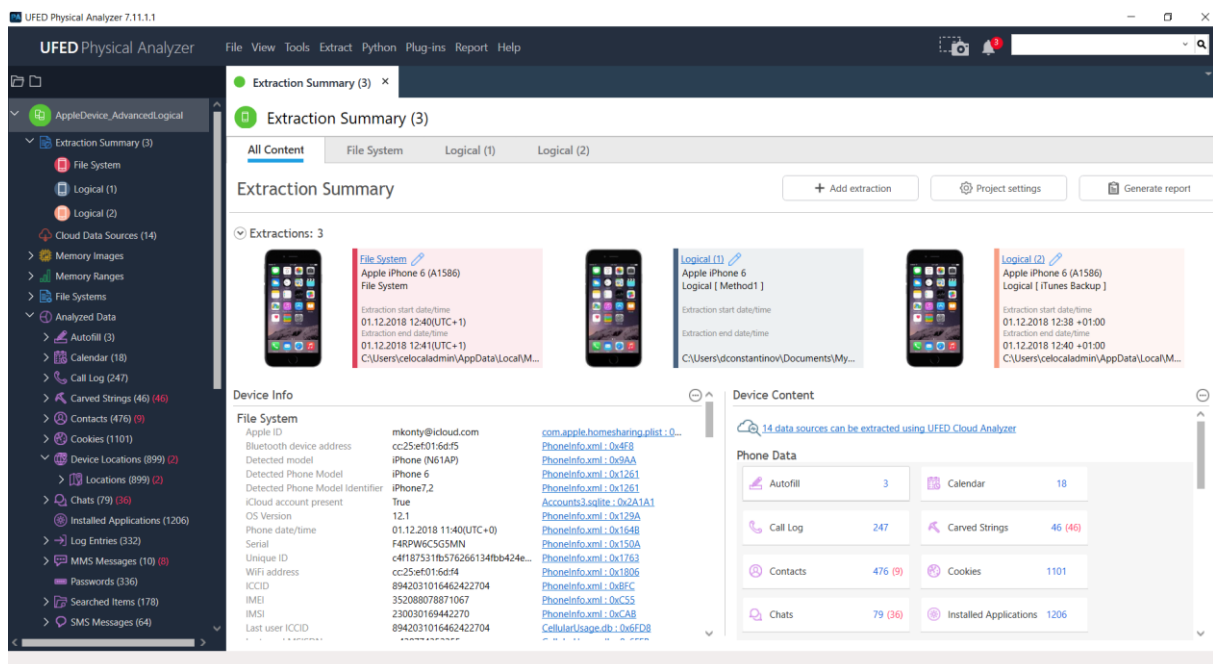 UFED Physical Analyzer 7.11.1.1
UFED Physical Analyzer File View Tools Extract Python Plug-ins Report Help 3
AppleDevice_AdvancedLogical
Extraction Summary (3)
File System
Logical (1)
Logical (2)
Cloud Data Sources (14)
Memory Images
Memory Ranges
File Systems
Analyzed Data
Autofill (3)
Calendar (18)
Call Log (247)
Carved Strings (46) (46)
Contacts (476) (9)
Cookies (1101)
Device Locations (899) (2)
Locations (899) (2)
Chats (79) (36)
Installed Applications (1206)
Log Entries (332)
MMS Messages (10) (8)
Passwords (336)
Searched Items (178)
SMS Messages (64)
Extraction Summary (3) ×
Extraction Summary (3)
All Content File System Logical (1) Logical (2)
Extraction Summary + Add extraction Project settings Generate report
Extractions: 3
File System
Apple iPhone 6 (A1586)
File System
Extraction start date/time
01.12.2018 12:40(UTC+1)
Extraction end date/time
01.12.2018 12:41(UTC+1)
C:\Users\celocaladmin\AppData\Local\M...
Logical (1)
Apple iPhone 6
Logical [ Method1 ]
Extraction start date/time
Extraction end date/time
C:\Users\dconstantinov\Documents\My...
Logical (2)
Apple iPhone 6 (A1586)
Logical [ iTunes Backup ]
Extraction start date/time
01.12.2018 12:38 +01:00
Extraction end date/time
01.12.2018 12:40 +01:00
C:\Users\celocaladmin\AppData\Local\M...
Device Info
File System
Apple ID mkonty@icloud.com com.apple.homesharing.plist : 0...
Bluetooth device address cc:25:ef:01:6d:f5 PhoneInfo.xml : 0x4F8
Detected model iPhone (N61AP) PhoneInfo.xml : 0x9AA
Detected Phone Model iPhone 6 PhoneInfo.xml : 0x1261
Detected Phone Model Identifier iPhone7,2 PhoneInfo.xml : 0x1261
iCloud account present True Accounts3.sqlite : 0x2A1A1
OS Version 12.1 PhoneInfo.xml : 0x129A
Phone date/time 01.12.2018 11:40(UTC+0) PhoneInfo.xml : 0x164B
Serial F4RPW6C5G5MN PhoneInfo.xml : 0x150A
Unique ID c4f187531fb576266134fbb424e... PhoneInfo.xml : 0x1763
WiFi address cc:25:ef:01:6d:f4 PhoneInfo.xml : 0x1806
ICCID 8942031016462422704 PhoneInfo.xml : 0xBFC
IMEI 352088078871067 PhoneInfo.xml : 0xC55
IMSI 230030169442270 PhoneInfo.xml : 0xCAB
Last user ICCID 8942031016462422704 CellularUsage.db : 0x6FD8
Device Content
14 data sources can be extracted using UFED Cloud Analyzer
Phone Data
Autofill 3 Calendar 18
Call Log 247 Carved Strings 46 (46)
Contacts 476 (9) Cookies 1101
Chats 79 (36) Installed Applications 1206